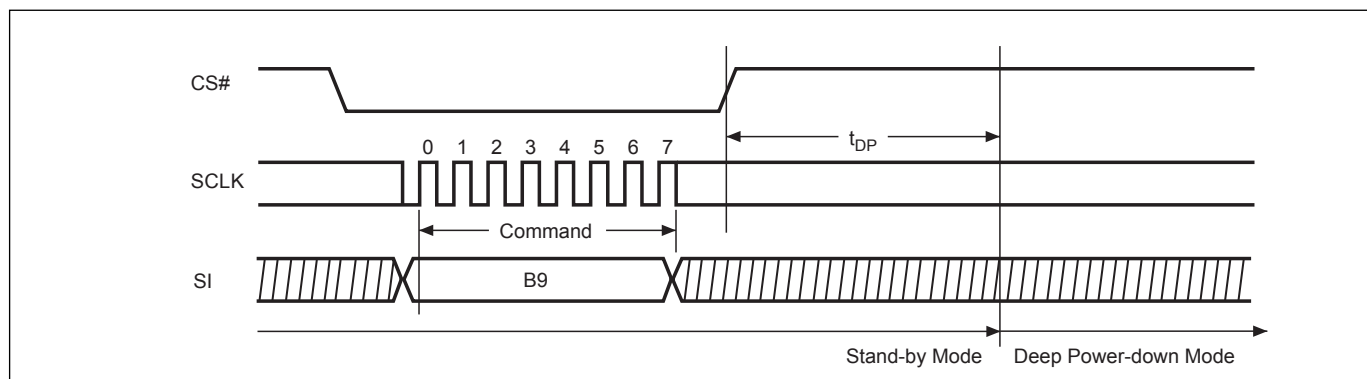 CS#
tDP
0 1 2 3 4 5 6 7
SCLK
Command
SI
B9
Stand-by Mode
Deep Power-down Mode